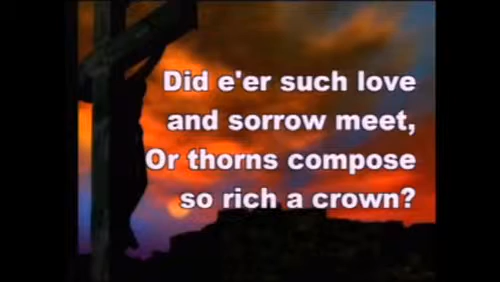 Did e'er such love
and sorrow meet,
Or thorns compose
so rich a crown?